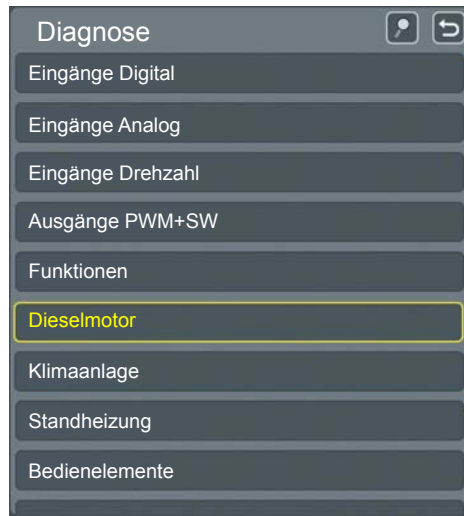 Diagnose
Eingänge Digital
Eingänge Analog
Eingänge Drehzahl
Ausgänge PWM+SW
Funktionen
Dieselmotor
Klimaanlage
Standheizung
Bedienelemente